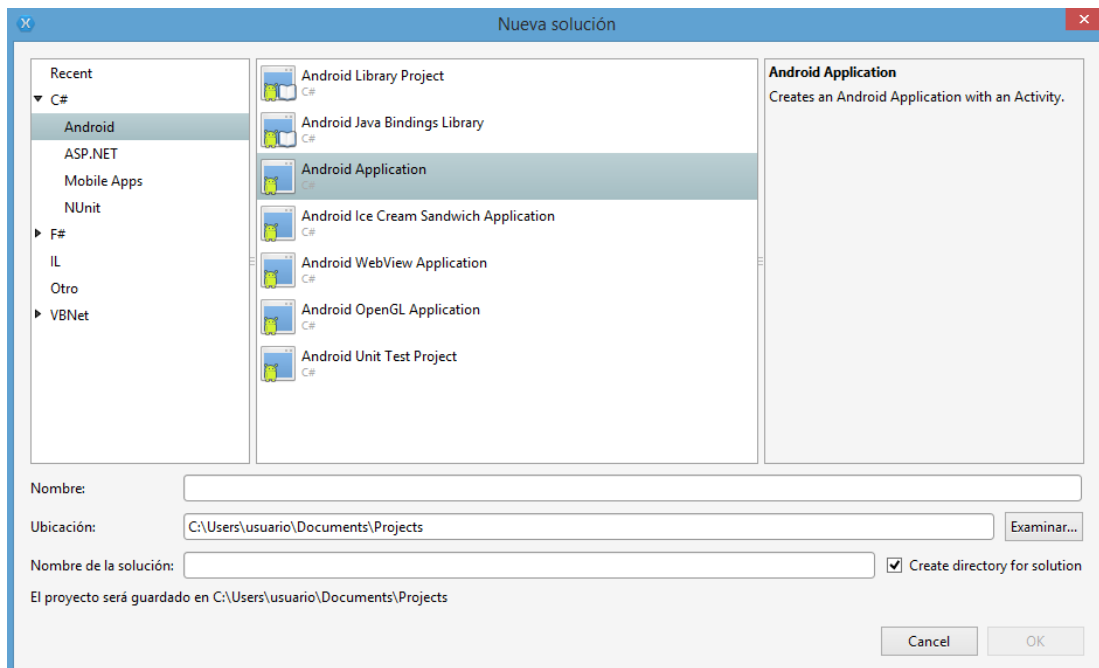 Nueva solución
Recent
C#
Android
ASP.NET
Mobile Apps
NUnit
F#
IL
Otro
VBNet
Android Library Project
C#
Android Java Bindings Library
C#
Android Application
C#
Android Ice Cream Sandwich Application
C#
Android WebView Application
C#
Android OpenGL Application
C#
Android Unit Test Project
C#
Android Application
Creates an Android Application with an Activity.
Nombre:
Ubicación: C:\Users\usuario\Documents\Projects Examinar...
Nombre de la solución: Create directory for solution
El proyecto será guardado en C:\Users\usuario\Documents\Projects
Cancel OK